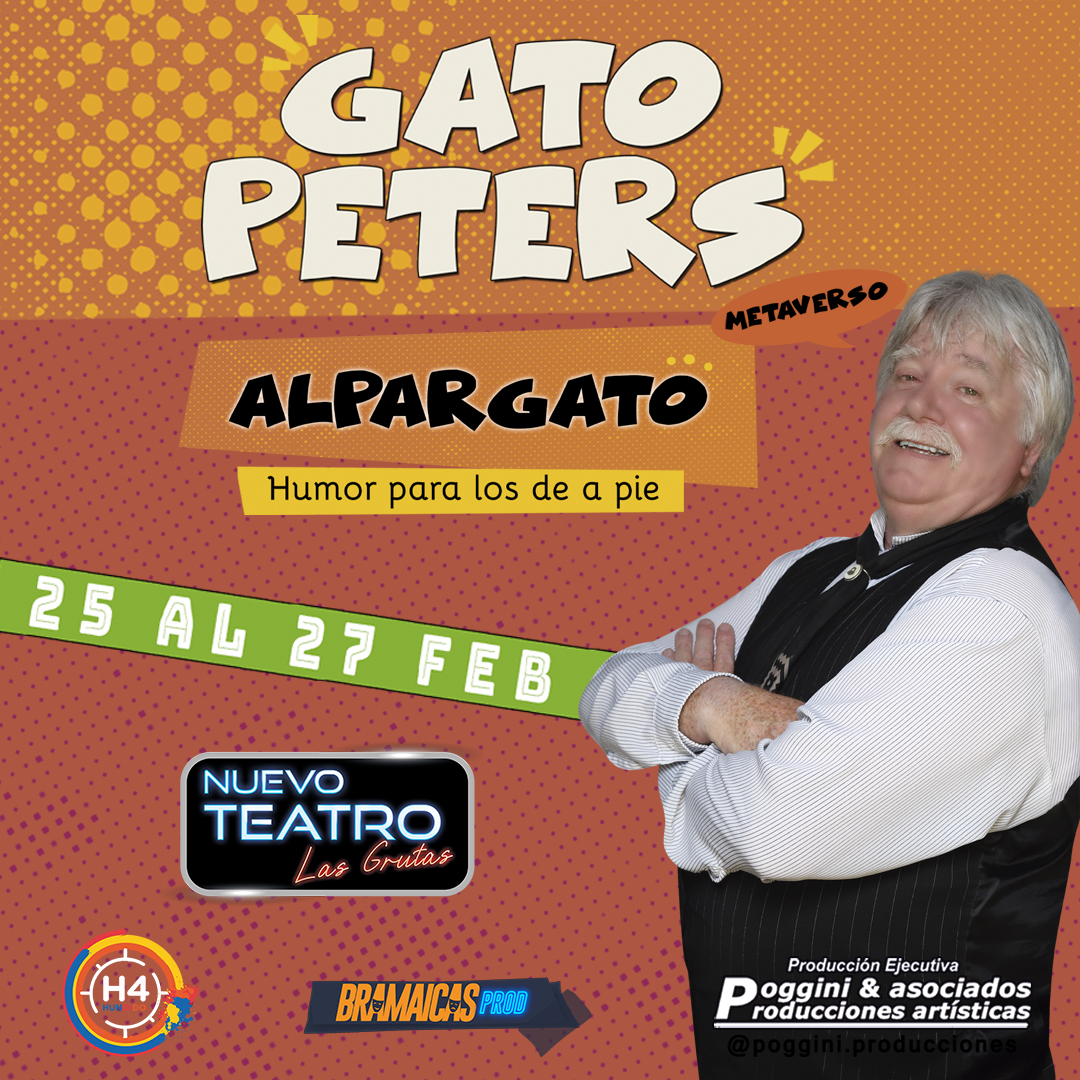 GATO
PETERS
METAVERSO
ALPARGATO
Humor para los de a pie
25 AL 27 FEB
NUEVO
TEATRO
Las Grutas
H4
BRAMAICAS PROD
Producción Ejecutiva
Poggini & asociados
Producciones artísticas
@poggini.producciones